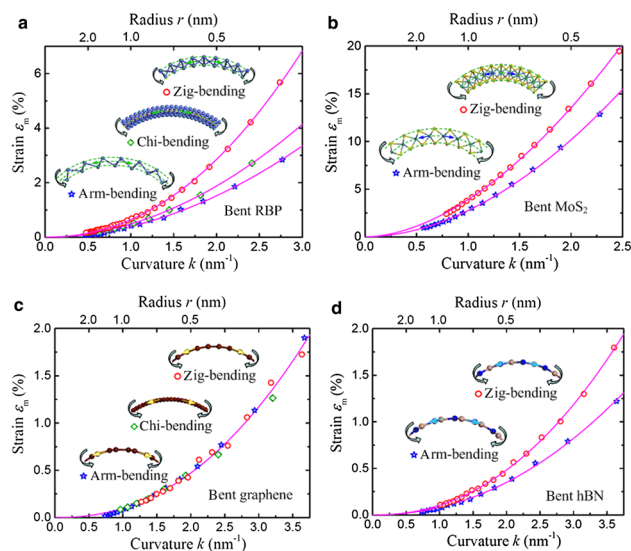 a
Radius r (nm)
2.0 1.0 0.5
Strain εm (%)
6
4
2
0
Zig-bending
Chi-bending
Arm-bending
Bent RBP
0.0 0.5 1.0 1.5 2.0 2.5 3.0
Curvature k (nm-1)
b
Radius r (nm)
2.0 1.0 0.5
Strain εm (%)
20
15
10
5
0
Zig-bending
Arm-bending
Bent MoS2
0.0 0.5 1.0 1.5 2.0 2.5
Curvature k (nm-1)
c
Radius r (nm)
2.0 1.0 0.5
Strain εm (%)
2.0
1.5
1.0
0.5
0.0
Zig-bending
Chi-bending
Arm-bending
Bent graphene
0.0 0.5 1.0 1.5 2.0 2.5 3.0 3.5
Curvature k (nm-1)
d
Radius r (nm)
2.0 1.0 0.5
Strain εm (%)
2.0
1.5
1.0
0.5
0.0
Zig-bending
Arm-bending
Bent hBN
0.0 0.5 1.0 1.5 2.0 2.5 3.0 3.5
Curvature k (nm-1)